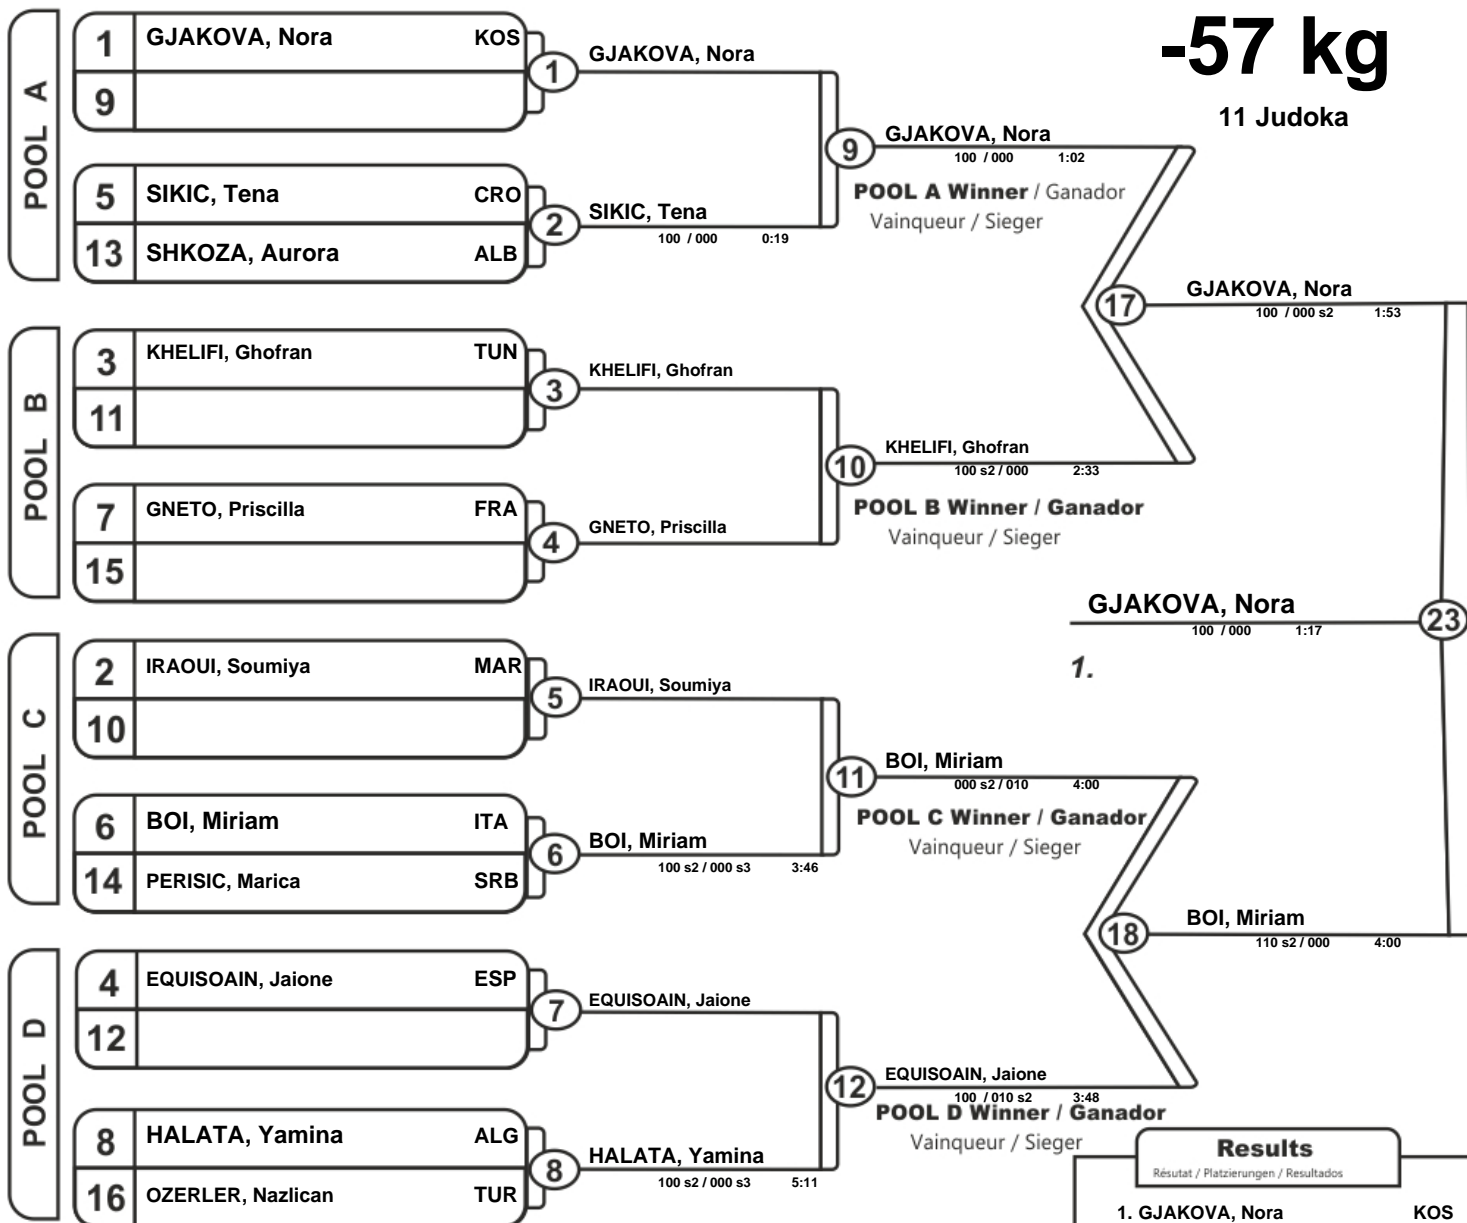 -57 kg
11 Judoka
POOL A
1 GJAKOVA, Nora KOS
9
1
GJAKOVA, Nora
5 SIKIC, Tena CRO
13 SHKOZA, Aurora ALB
2
SIKIC, Tena
100 / 000 0:19
9
GJAKOVA, Nora
100 / 000 1:02
POOL A Winner / Ganador
Vainqueur / Sieger
POOL B
3 KHELIFI, Ghofran TUN
11
3
KHELIFI, Ghofran
7 GNETO, Priscilla FRA
15
4
GNETO, Priscilla
10
KHELIFI, Ghofran
100 s2 / 000 2:33
POOL B Winner / Ganador
Vainqueur / Sieger
17
GJAKOVA, Nora
100 / 000 s2 1:53
GJAKOVA, Nora
100 / 000 1:17
23
1.
POOL C
2 IRAOUI, Soumiya MAR
10
5
IRAOUI, Soumiya
6 BOI, Miriam ITA
14 PERISIC, Marica SRB
6
BOI, Miriam
100 s2 / 000 s3 3:46
11
BOI, Miriam
000 s2 / 010 4:00
POOL C Winner / Ganador
Vainqueur / Sieger
18
BOI, Miriam
110 s2 / 000 4:00
POOL D
4 EQUISOAIN, Jaione ESP
12
7
EQUISOAIN, Jaione
8 HALATA, Yamina ALG
16 OZERLER, Nazlican TUR
8
HALATA, Yamina
100 s2 / 000 s3 5:11
12
EQUISOAIN, Jaione
100 / 010 s2 3:48
POOL D Winner / Ganador
Vainqueur / Sieger
Results
Résutat / Platzierungen / Resultados
1. GJAKOVA, Nora KOS